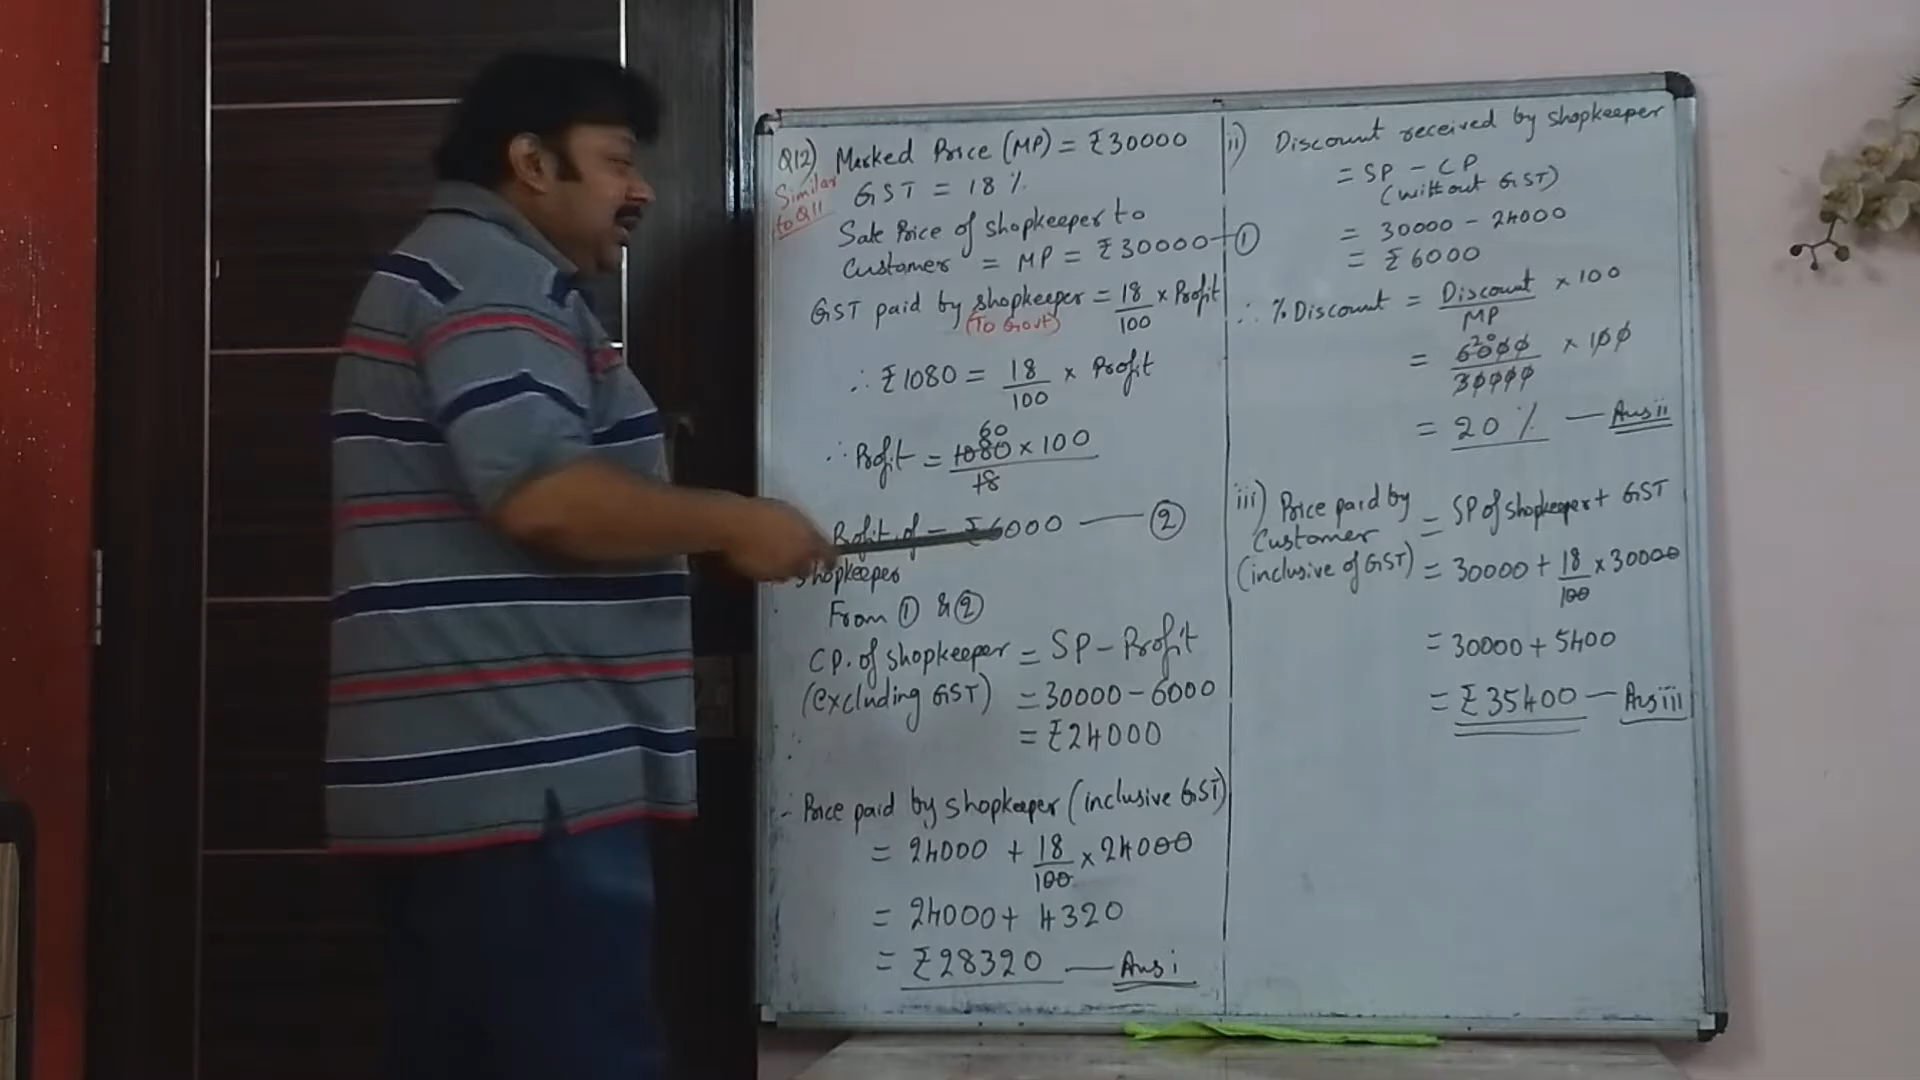 Q12) Marked Price (MP) = ₹30000
Similar
to Q11
GST = 18 %
Sale Price of shopkeeper to
Customer = MP = ₹30000 — ①
GST paid by shopkeeper = 18/100 x Profit
(To Govt)
∴ ₹1080 = 18/100 x Profit
60
∴ Profit = 1080 x 100
18
Profit of = ₹6000 — ②
shopkeeper
From ① & ②
CP. of shopkeeper = SP - Profit
(excluding GST) = 30000 - 6000
= ₹24000
∴ Price paid by shopkeeper (inclusive GST)
= 24000 + 18/100 x 24000
= 24000 + 4320
= ₹28320 — Ans i
ii) Discount received by shopkeeper
= SP - CP
(without GST)
= 30000 - 24000
= ₹6000
∴ % Discount = Discount/MP x 100
20
= 6000/30000 x 100
= 20 % — Ans ii
iii) Price paid by = SP of shopkeeper + GST
Customer
(inclusive of GST) = 30000 + 18/100 x 30000
= 30000 + 5400
= ₹35400 — Ans iii